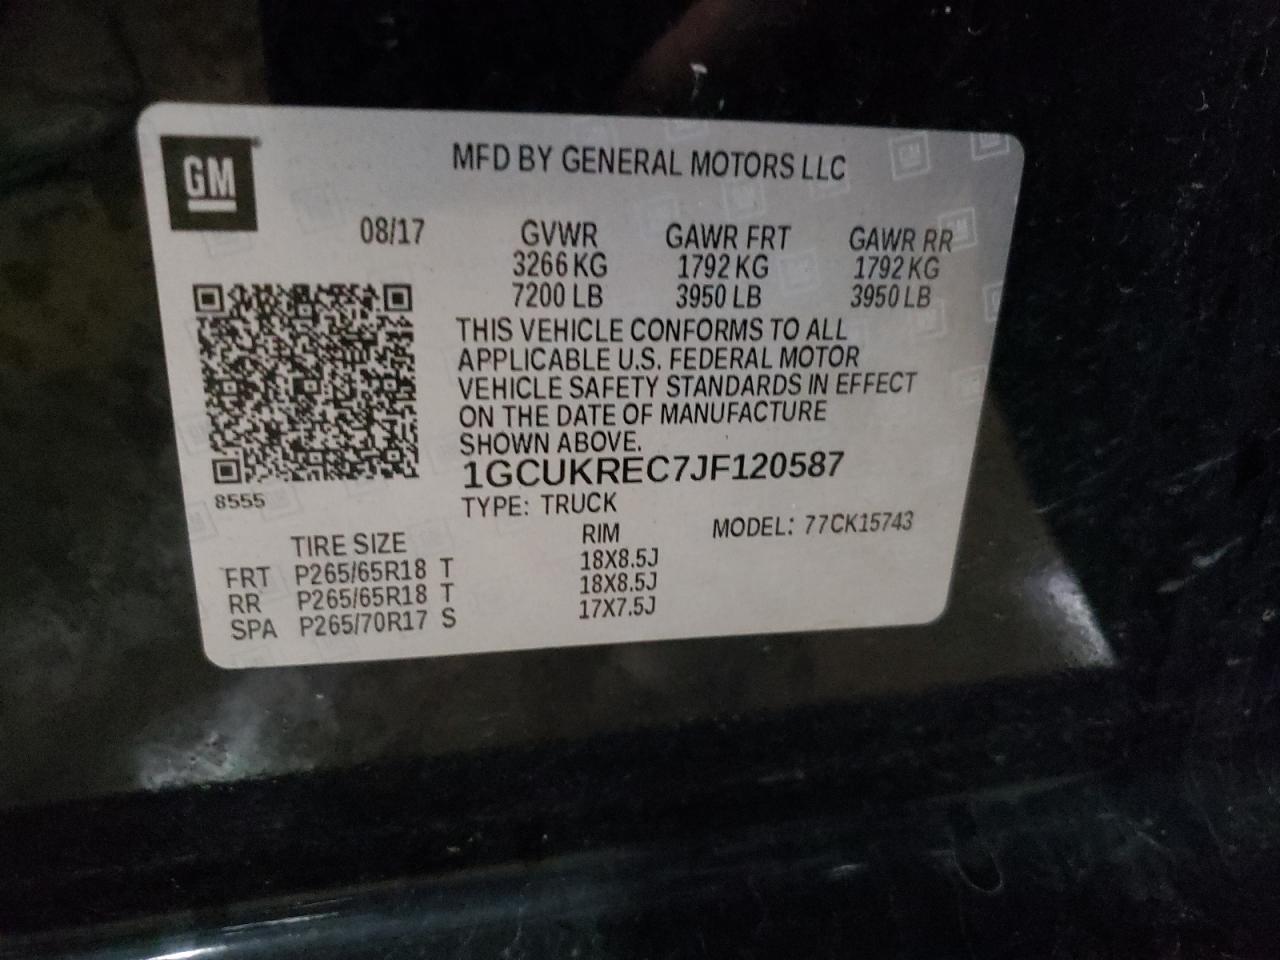 GM
MFD BY GENERAL MOTORS LLC
08/17 GVWR GAWR FRT GAWR RR
3266 KG 1792 KG 1792 KG
7200 LB 3950 LB 3950 LB
THIS VEHICLE CONFORMS TO ALL
APPLICABLE U.S. FEDERAL MOTOR
VEHICLE SAFETY STANDARDS IN EFFECT
ON THE DATE OF MANUFACTURE
SHOWN ABOVE.
1GCUKREC7JF120587
8555
TYPE: TRUCK
MODEL: 77CK15743
TIRE SIZE RIM
FRT P265/65R18 T 18X8.5J
RR P265/65R18 T 18X8.5J
SPA P265/70R17 S 17X7.5J